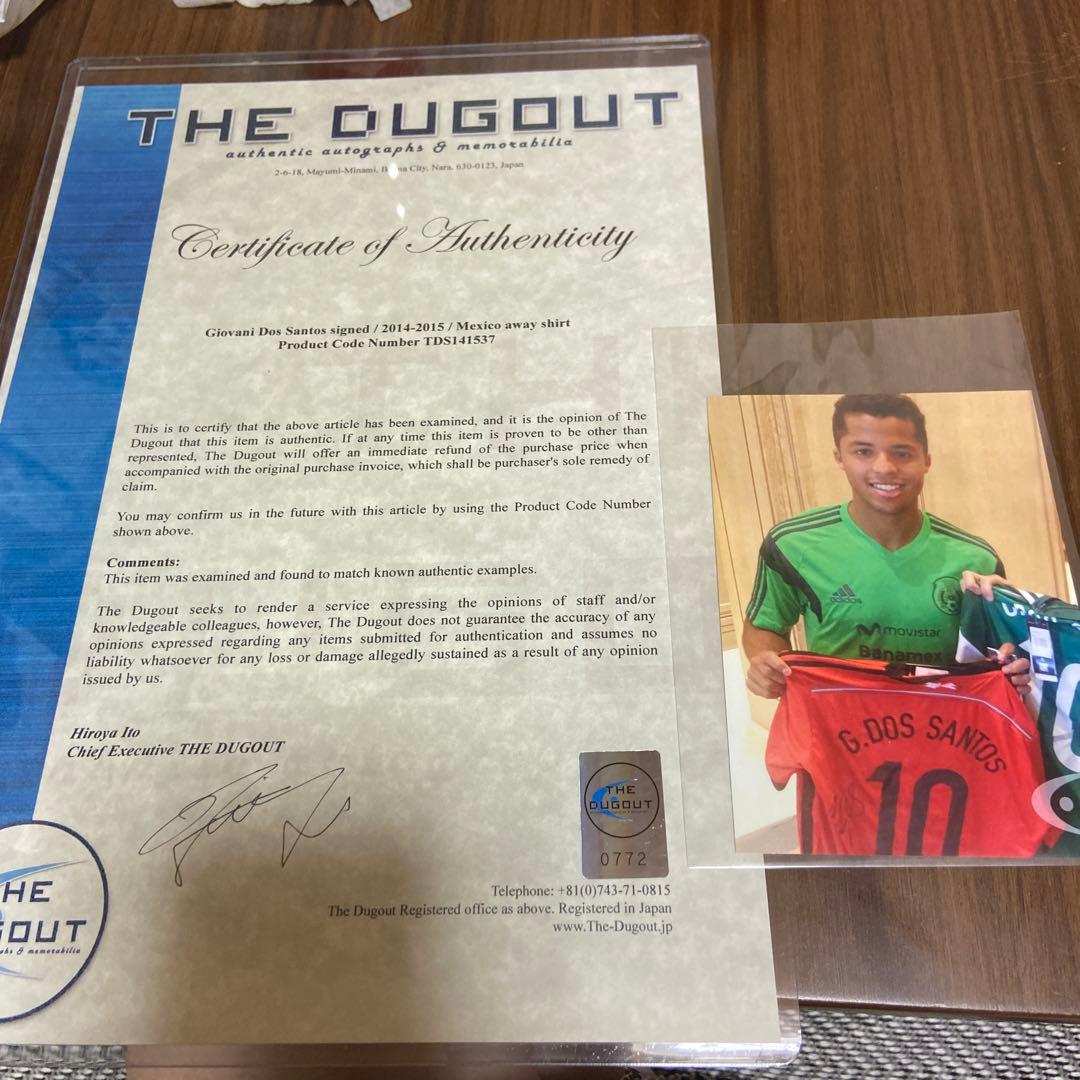 THE DUGOUT
authentic autographs & memorabilia
2-6-18, Mayumi-Minami, City, Nara, 630-0123, Japan
Certificate of Authenticity
Giovani Dos Santos signed / 2014-2015 / Mexico away shirt
Product Code Number TDS141537
This is to certify that the above article has been examined, and it is the opinion of The
Dugout that this item is authentic. If at any time this item is proven to be other than
represented, The Dugout will offer an immediate refund of the purchase price when
accompanied with the original purchase invoice, which shall be purchaser's sole remedy of
claim.
You may confirm us in the future with this article by using the Product Code Number
shown above.
Comments:
This item was examined and found to match known authentic examples.
The Dugout seeks to render a service expressing the opinions of staff and/or
knowledgeable colleagues, however, The Dugout does not guarantee the accuracy of any
opinions expressed regarding any items submitted for authentication and assumes no
liability whatsoever for any loss or damage allegedly sustained as a result of any opinion
issued by us.
Hiroya Ito
Chief Executive THE DUGOUT
THE
DUGOUT
0772
Telephone: +81(0)743-71-0815
The Dugout Registered office as above. Registered in Japan
www.The-Dugout.jp
HE
OUT
phs & memorabilia
adidas
movistar
Banamex
G.DOS SANTOS
10
S